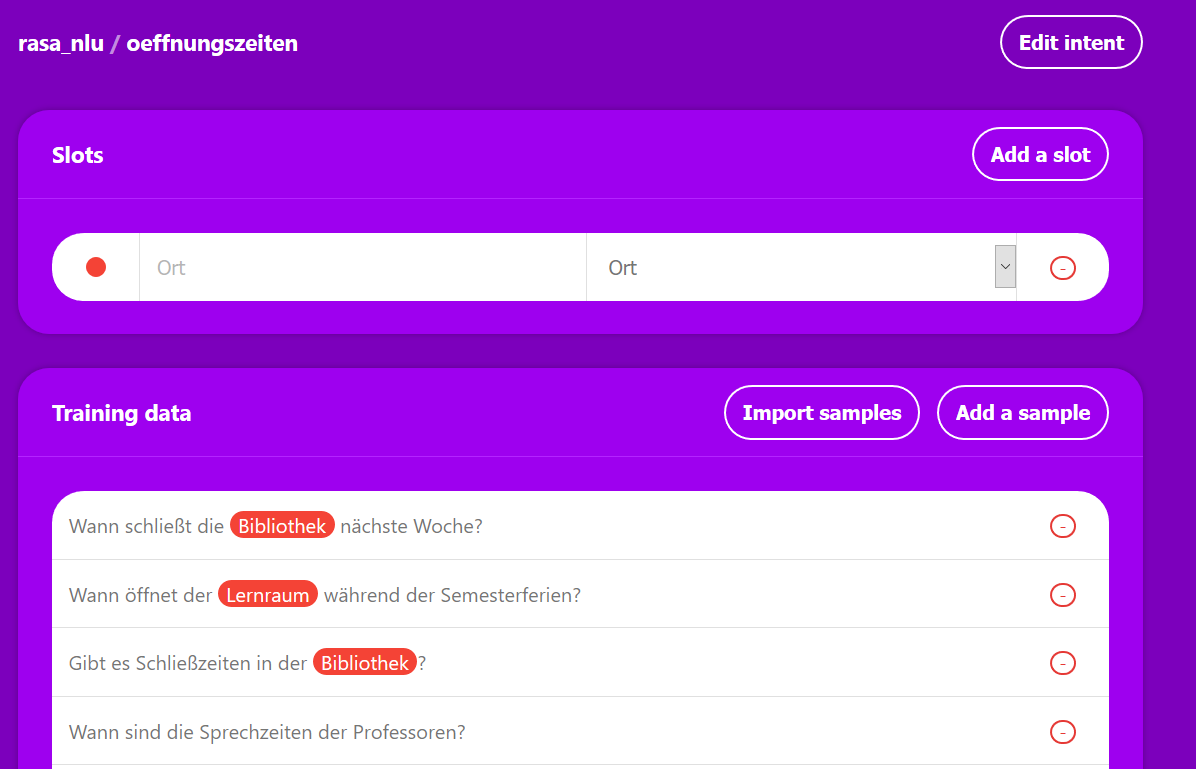 rasa_nlu / oeffnungszeiten
Edit intent
Slots
Add a slot
Ort
Ort
-
Training data
Import samples
Add a sample
Wann schließt die Bibliothek nächste Woche?
-
Wann öffnet der Lernraum während der Semesterferien?
-
Gibt es Schließzeiten in der Bibliothek?
-
Wann sind die Sprechzeiten der Professoren?
-